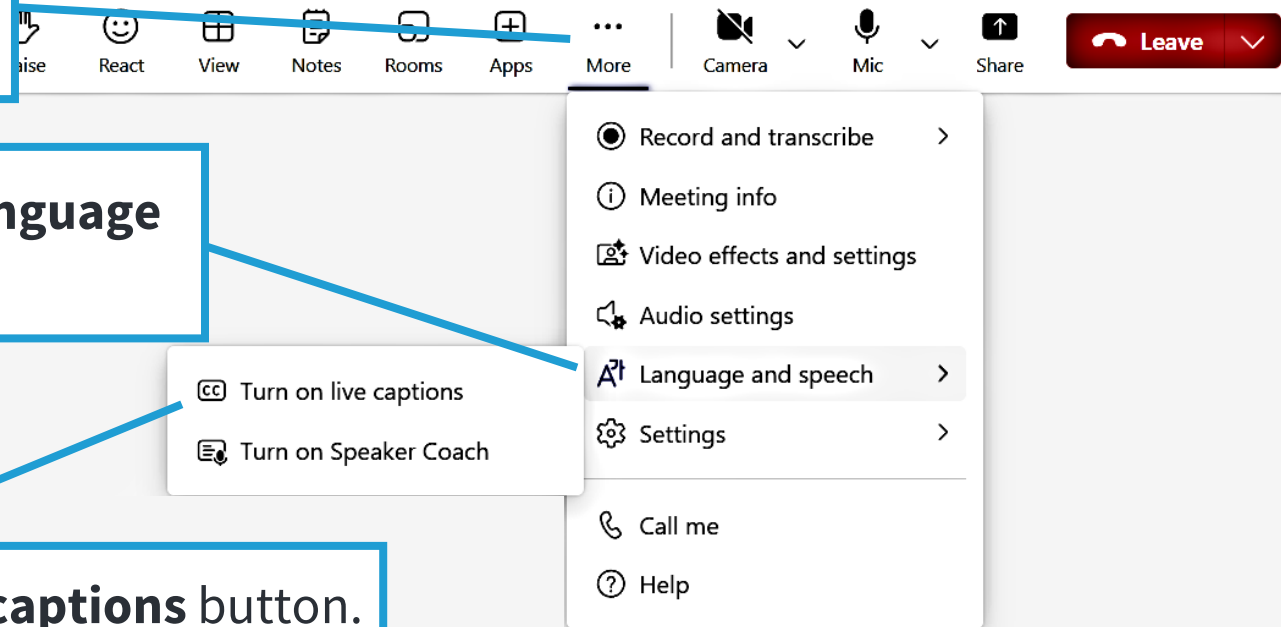 aise React View Notes Rooms Apps More Camera Mic Share Leave
Record and transcribe
Meeting info
nguage
Video effects and settings
Audio settings
Language and speech
CC Turn on live captions
Settings
Turn on Speaker Coach
Call me
Help
captions button.